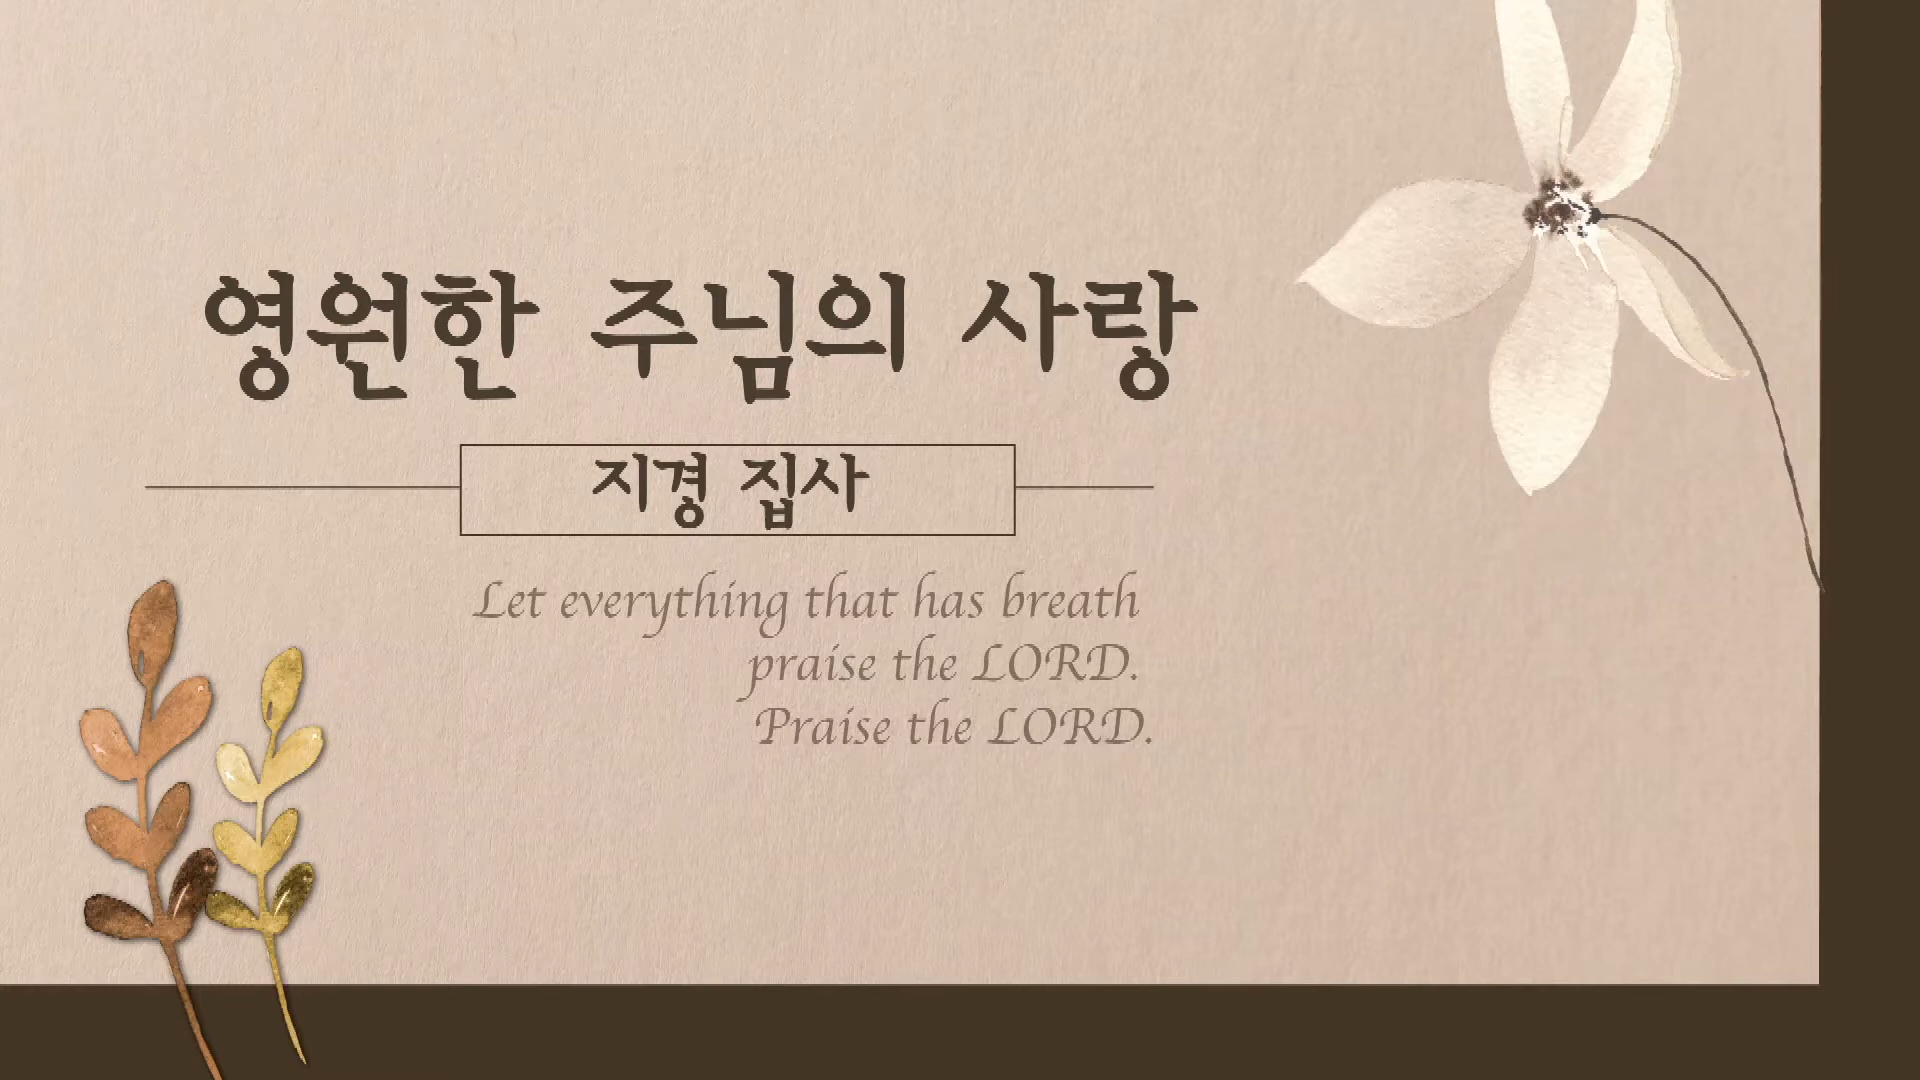 영원한 주님의 사랑
지경 집사
Let everything that has breath
praise the LORD.
Praise the LORD.